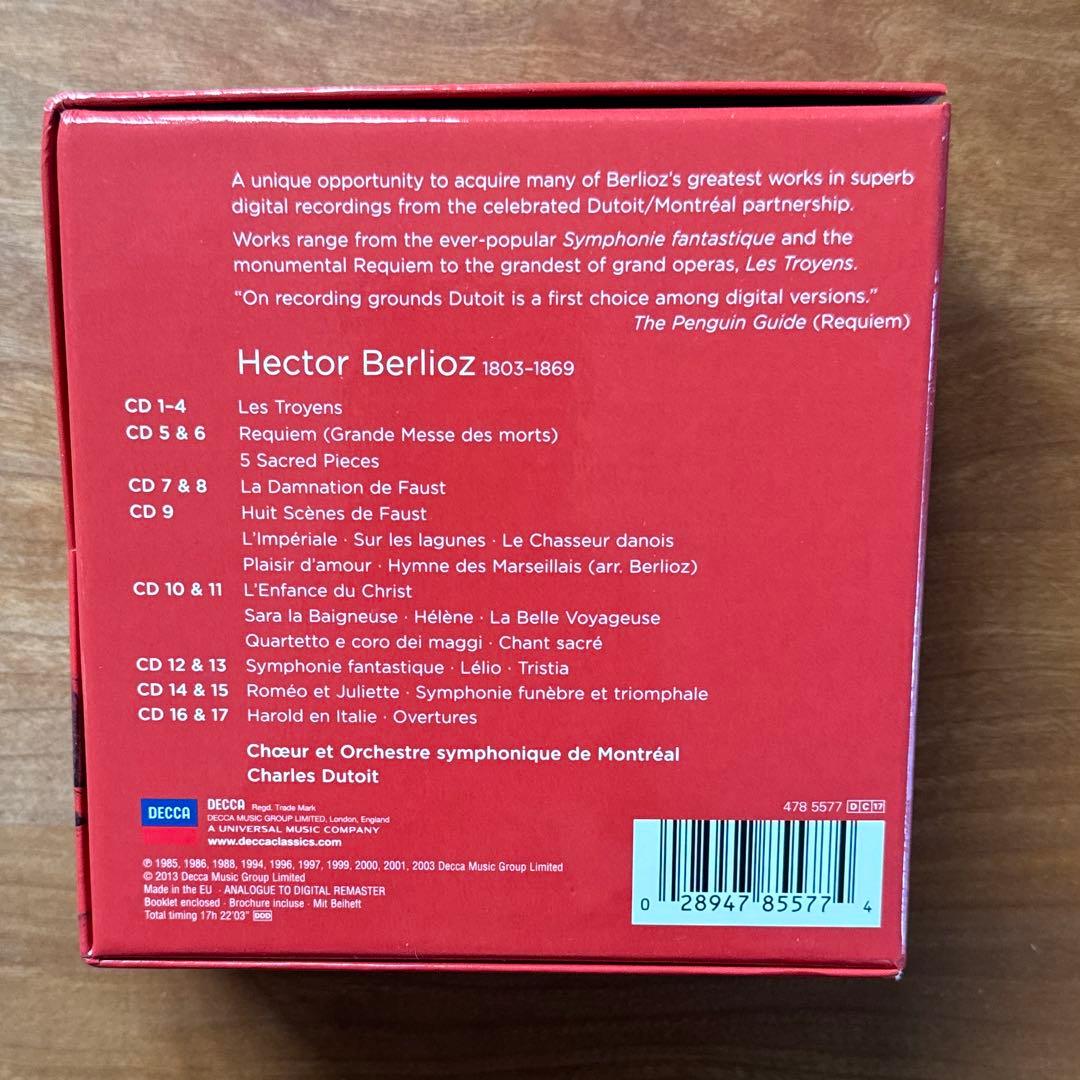 A unique opportunity to acquire many of Berlioz's greatest works in superb
digital recordings from the celebrated Dutoit/Montréal partnership.
Works range from the ever-popular Symphonie fantastique and the
monumental Requiem to the grandest of grand operas, Les Troyens.
“On recording grounds Dutoit is a first choice among digital versions.”
The Penguin Guide (Requiem)
Hector Berlioz 1803–1869
CD 1–4 Les Troyens
CD 5 & 6 Requiem (Grande Messe des morts)
5 Sacred Pieces
CD 7 & 8 La Damnation de Faust
CD 9 Huit Scènes de Faust
L'Impériale · Sur les lagunes · Le Chasseur danois
Plaisir d'amour · Hymne des Marseillais (arr. Berlioz)
CD 10 & 11 L'Enfance du Christ
Sara la Baigneuse · Hélène · La Belle Voyageuse
Quartetto e coro dei maggi · Chant sacré
CD 12 & 13 Symphonie fantastique · Lélio · Tristia
CD 14 & 15 Roméo et Juliette · Symphonie funèbre et triomphale
CD 16 & 17 Harold en Italie · Overtures
Chœur et Orchestre symphonique de Montréal
Charles Dutoit
DECCA
DECCA Regd. Trade Mark
DECCA MUSIC GROUP LIMITED, London, England
A UNIVERSAL MUSIC COMPANY
www.deccaclassics.com
478 5577 DC17
℗ 1985, 1986, 1988, 1994, 1996, 1997, 1999, 2000, 2001, 2003 Decca Music Group Limited
© 2013 Decca Music Group Limited
Made in the EU · ANALOGUE TO DIGITAL REMASTER
Booklet enclosed · Brochure incluse · Mit Beiheft
Total timing 17h 22'03" DDD
0 28947 85577 4